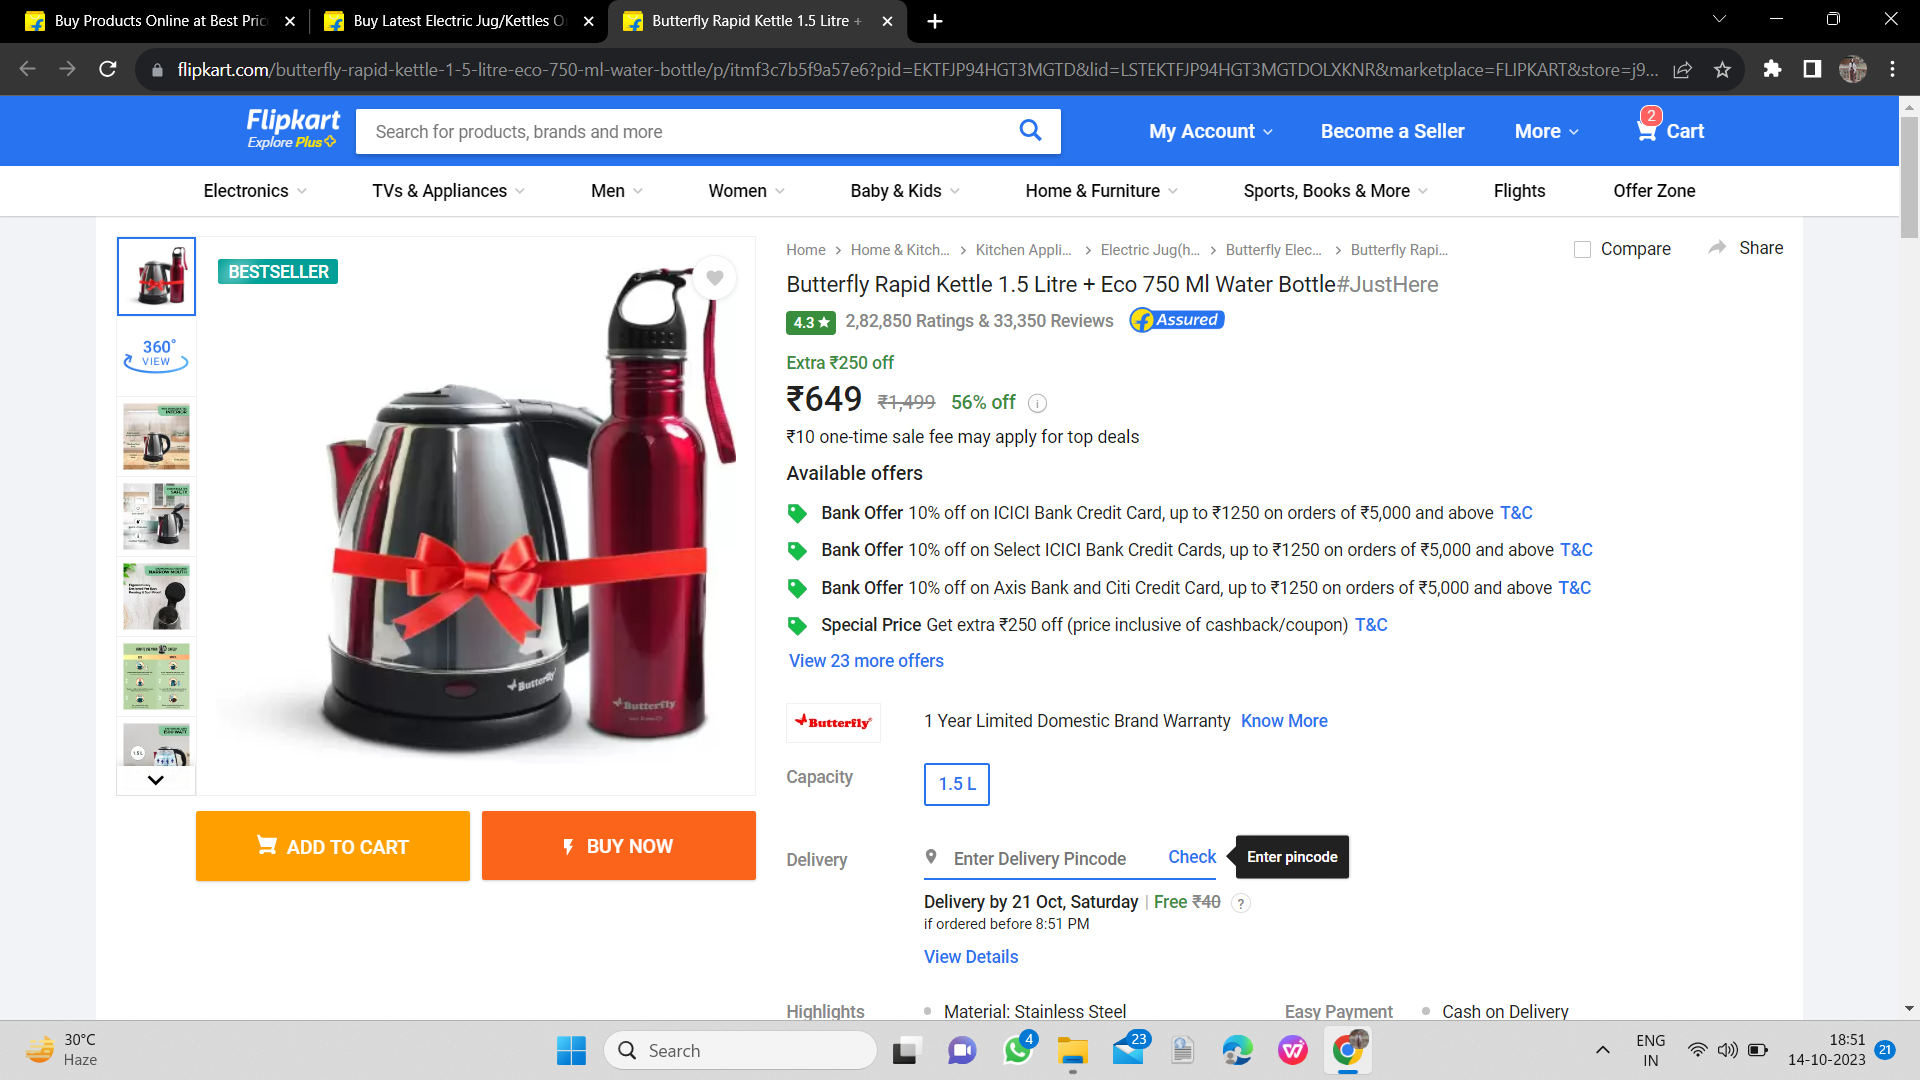 Buy Products Online at Best Pric
Buy Latest Electric Jug/Kettles O
Butterfly Rapid Kettle 1.5 Litre +
flipkart.com/butterfly-rapid-kettle-1-5-litre-eco-750-ml-water-bottle/p/itmf3c7b5f9a57e6?pid=EKTFJP94HGT3MGTD&lid=LSTEKTFJP94HGT3MGTDOLXKNR&marketplace=FLIPKART&store=j9...
Flipkart
Explore Plus
Search for products, brands and more
My Account
Become a Seller
More
2
Cart
Electronics
TVs & Appliances
Men
Women
Baby & Kids
Home & Furniture
Sports, Books & More
Flights
Offer Zone
BESTSELLER
360°
VIEW
Butterfly
Butterfly
ADD TO CART
BUY NOW
Home > Home & Kitch... > Kitchen Appli... > Electric Jug(h... > Butterfly Elec... > Butterfly Rapi...
Compare
Share
Butterfly Rapid Kettle 1.5 Litre + Eco 750 Ml Water Bottle#JustHere
4.3★ 2,82,850 Ratings & 33,350 Reviews Assured
Extra ₹250 off
₹649 ₹1,499 56% off i
₹10 one-time sale fee may apply for top deals
Available offers
Bank Offer 10% off on ICICI Bank Credit Card, up to ₹1250 on orders of ₹5,000 and above T&C
Bank Offer 10% off on Select ICICI Bank Credit Cards, up to ₹1250 on orders of ₹5,000 and above T&C
Bank Offer 10% off on Axis Bank and Citi Credit Card, up to ₹1250 on orders of ₹5,000 and above T&C
Special Price Get extra ₹250 off (price inclusive of cashback/coupon) T&C
View 23 more offers
Butterfly
1 Year Limited Domestic Brand Warranty Know More
Capacity
1.5 L
Delivery
Enter Delivery Pincode
Check
Enter pincode
Delivery by 21 Oct, Saturday | Free ₹40 ?
if ordered before 8:51 PM
View Details
Highlights
Material: Stainless Steel
Easy Payment
Cash on Delivery
30°C
Haze
Search
4
23
ENG
IN
18:51
14-10-2023
21